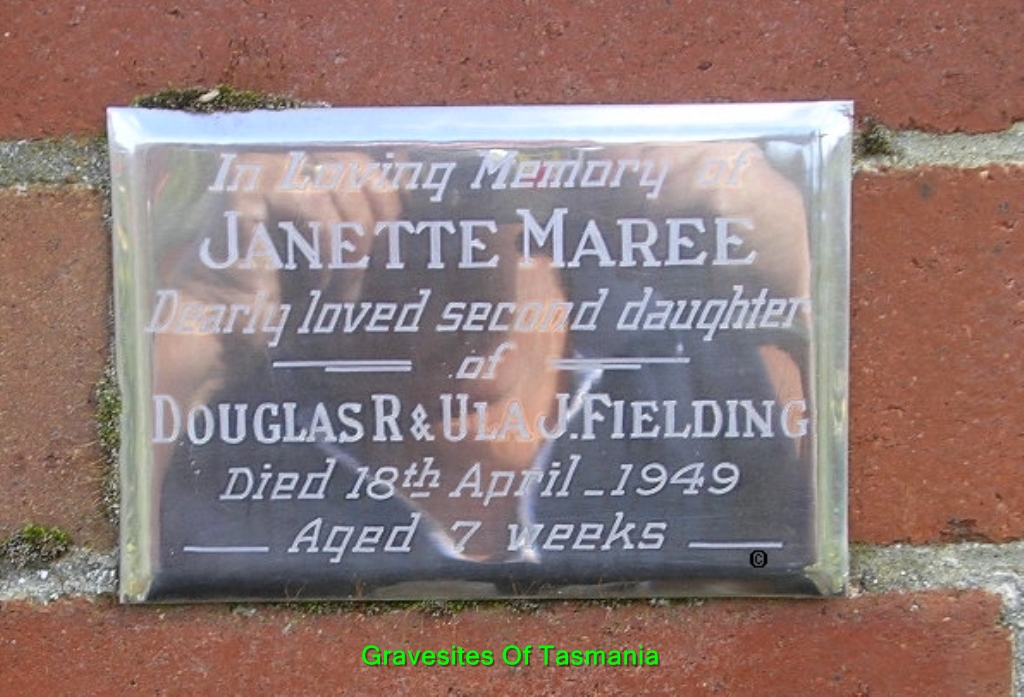 In Loving Memory of
JANETTE MAREE
Dearly loved second daughter
of
DOUGLAS R & ULA J. FIELDING
Died 18th April _ 1949
Aged 7 weeks
©
Gravesites Of Tasmania